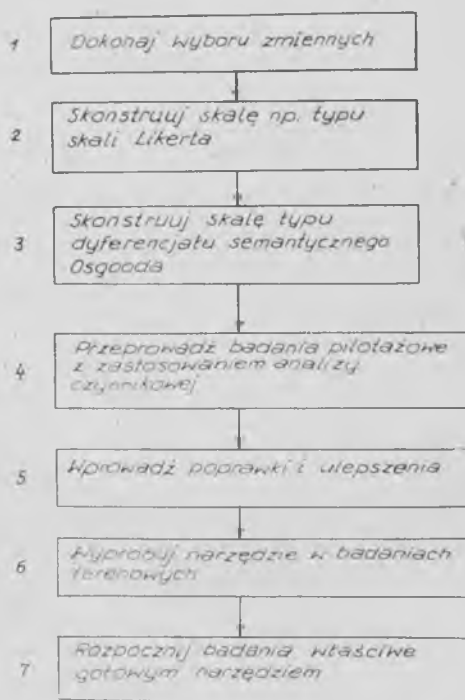 1 Dokonaj wyboru zmiennych
2 Skonstruuj skalę np. typu
skali Likerta
3 Skonstruuj skalę typu
dyferencjału semantycznego
Osgooda
4 Przeprowadź badania pilotażowe
z zastosowaniem analizy
czynnikowej
5 Wprowadź poprawki i ulepszenia
6 Wypróbuj narzędzie w badaniach
terenowych
7 Rozpocznij badania właściwe
gotowym narzędziem